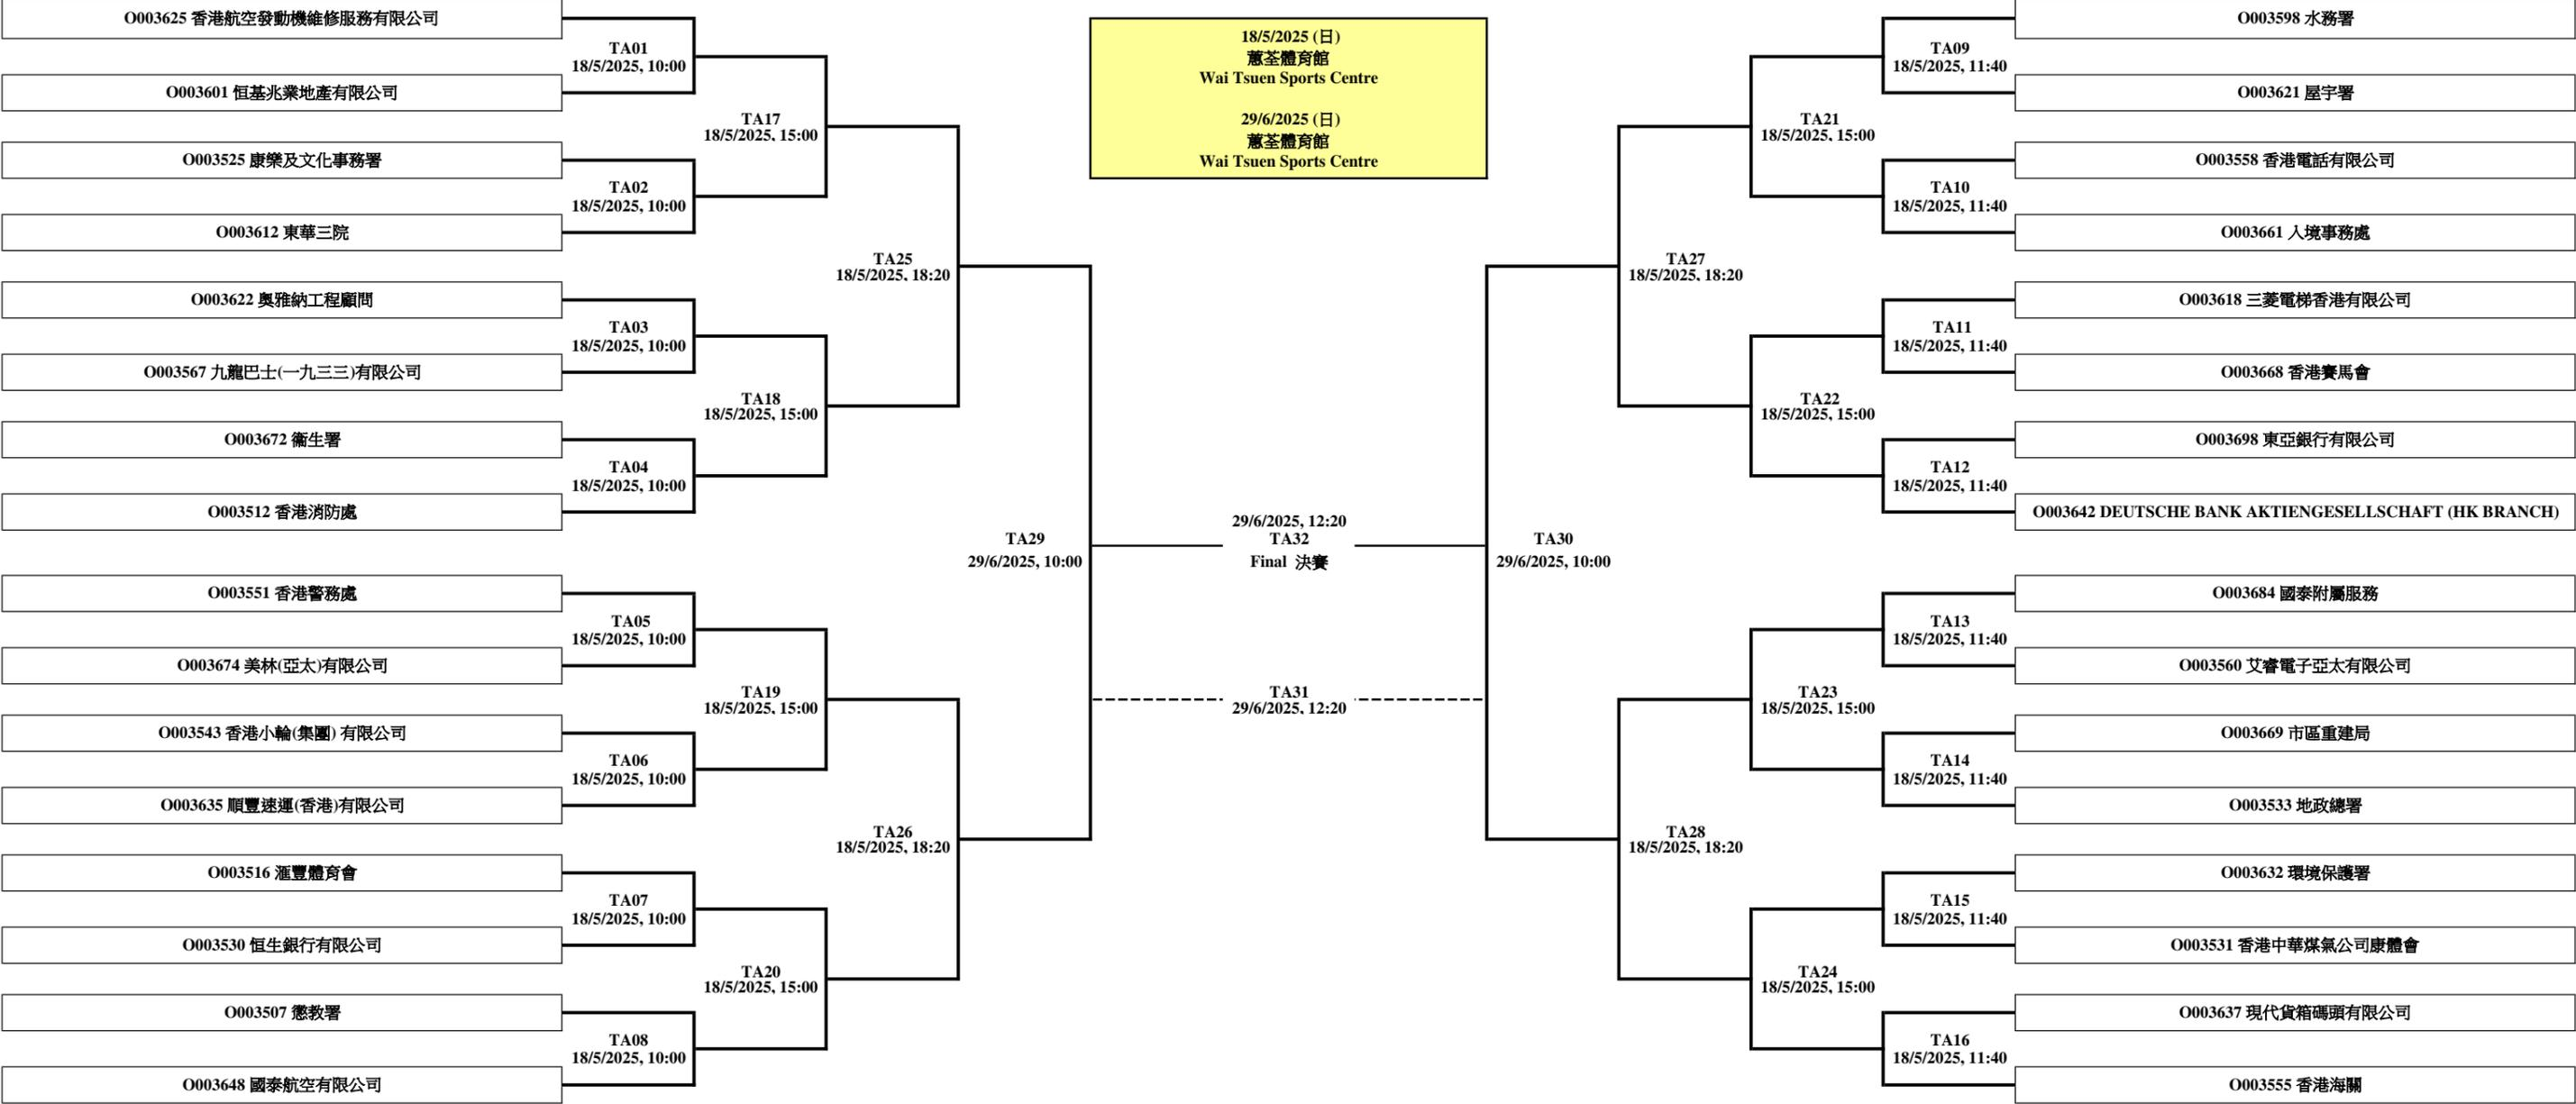 O003625 香港航空發動機維修服務有限公司
TA01
18/5/2025, 10:00
O003601 恒基兆業地產有限公司
TA17
18/5/2025, 15:00
O003525 康樂及文化事務署
TA02
18/5/2025, 10:00
O003612 東華三院
TA25
18/5/2025, 18:20
O003622 奧雅納工程顧問
TA03
18/5/2025, 10:00
O003567 九龍巴士(一九三三)有限公司
TA18
18/5/2025, 15:00
O003672 衞生署
TA04
18/5/2025, 10:00
O003512 香港消防處
TA29
29/6/2025, 10:00
O003551 香港警務處
TA05
18/5/2025, 10:00
O003674 美林(亞太)有限公司
TA19
18/5/2025, 15:00
O003543 香港小輪(集團) 有限公司
TA06
18/5/2025, 10:00
O003635 順豐速運(香港)有限公司
TA26
18/5/2025, 18:20
O003516 滙豐體育會
TA07
18/5/2025, 10:00
O003530 恒生銀行有限公司
TA20
18/5/2025, 15:00
O003507 懲教署
TA08
18/5/2025, 10:00
O003648 國泰航空有限公司
18/5/2025 (日)
蕙荃體育館
Wai Tsuen Sports Centre
29/6/2025 (日)
蕙荃體育館
Wai Tsuen Sports Centre
29/6/2025, 12:20
TA32
Final 決賽
TA31
29/6/2025, 12:20
O003598 水務署
TA09
18/5/2025, 11:40
O003621 屋宇署
TA21
18/5/2025, 15:00
O003558 香港電話有限公司
TA10
18/5/2025, 11:40
O003661 入境事務處
TA27
18/5/2025, 18:20
O003618 三菱電梯香港有限公司
TA11
18/5/2025, 11:40
O003668 香港賽馬會
TA22
18/5/2025, 15:00
O003698 東亞銀行有限公司
TA12
18/5/2025, 11:40
O003642 DEUTSCHE BANK AKTIENGESELLSCHAFT (HK BRANCH)
TA30
29/6/2025, 10:00
O003684 國泰附屬服務
TA13
18/5/2025, 11:40
O003560 艾睿電子亞太有限公司
TA23
18/5/2025, 15:00
O003669 市區重建局
TA14
18/5/2025, 11:40
O003533 地政總署
TA28
18/5/2025, 18:20
O003632 環境保護署
TA15
18/5/2025, 11:40
O003531 香港中華煤氣公司康體會
TA24
18/5/2025, 15:00
O003637 現代貨箱碼頭有限公司
TA16
18/5/2025, 11:40
O003555 香港海關